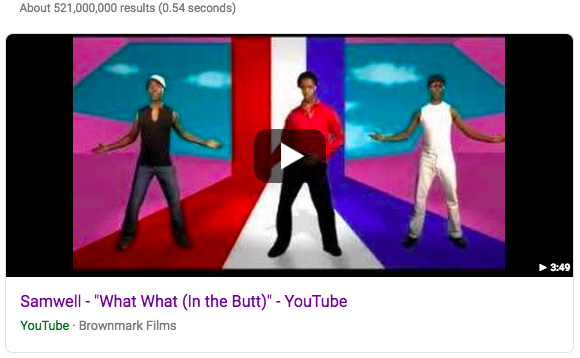 About 521,000,000 results (0.54 seconds)
3:49
Samwell - "What What (In the Butt)" - YouTube
YouTube · Brownmark Films